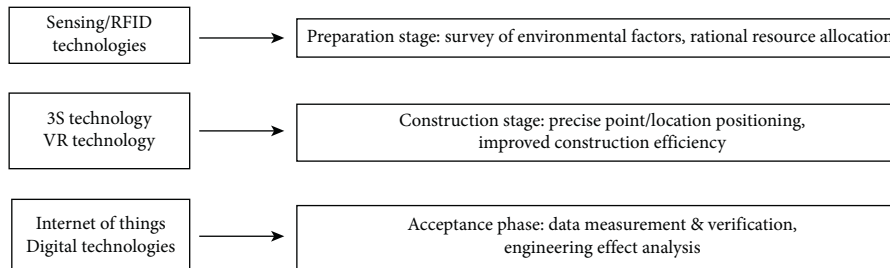 Sensing/RFID
technologies
Preparation stage: survey of environmental factors, rational resource allocation
3S technology
VR technology
Construction stage: precise point/location positioning,
improved construction efficiency
Internet of things
Digital technologies
Acceptance phase: data measurement & verification,
engineering effect analysis